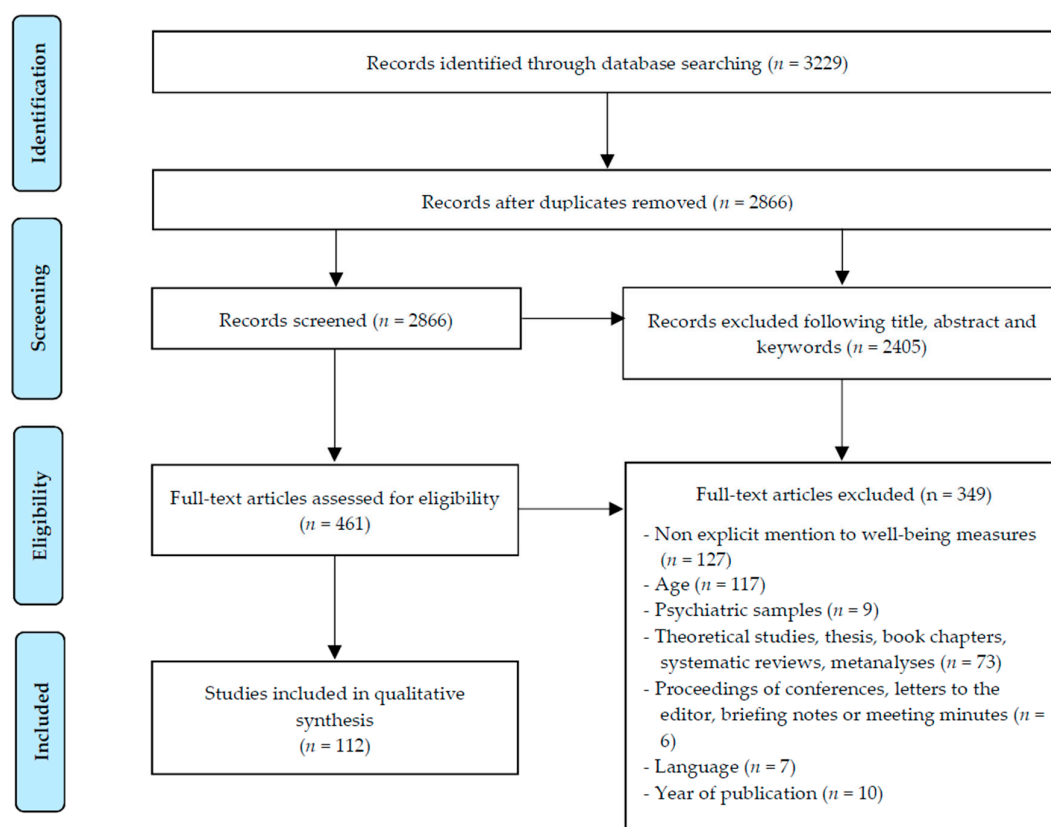 Identification
Records identified through database searching (n = 3229)
Records after duplicates removed (n = 2866)
Screening
Records screened (n = 2866)
Records excluded following title, abstract and
keywords (n = 2405)
Eligibility
Full-text articles assessed for eligibility
(n = 461)
Full-text articles excluded (n = 349)
- Non explicit mention to well-being measures
(n = 127)
- Age (n = 117)
- Psychiatric samples (n = 9)
- Theoretical studies, thesis, book chapters,
systematic reviews, metanalyses (n = 73)
- Proceedings of conferences, letters to the
editor, briefing notes or meeting minutes (n =
6)
- Language (n = 7)
- Year of publication (n = 10)
Included
Studies included in qualitative
synthesis
(n = 112)